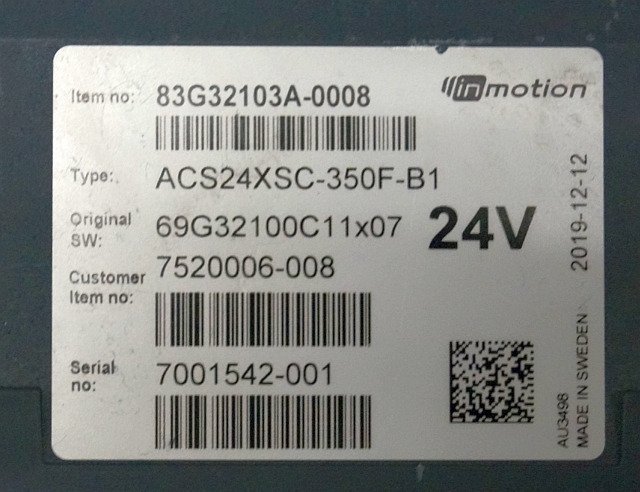 Item no: 83G32103A-0008
inmotion
Type: ACS24XSC-350F-B1
Original SW: 69G32100C11x07
24V
Customer Item no: 7520006-008
Serial no: 7001542-001
2019-12-12
MADE IN SWEDEN
AU3498